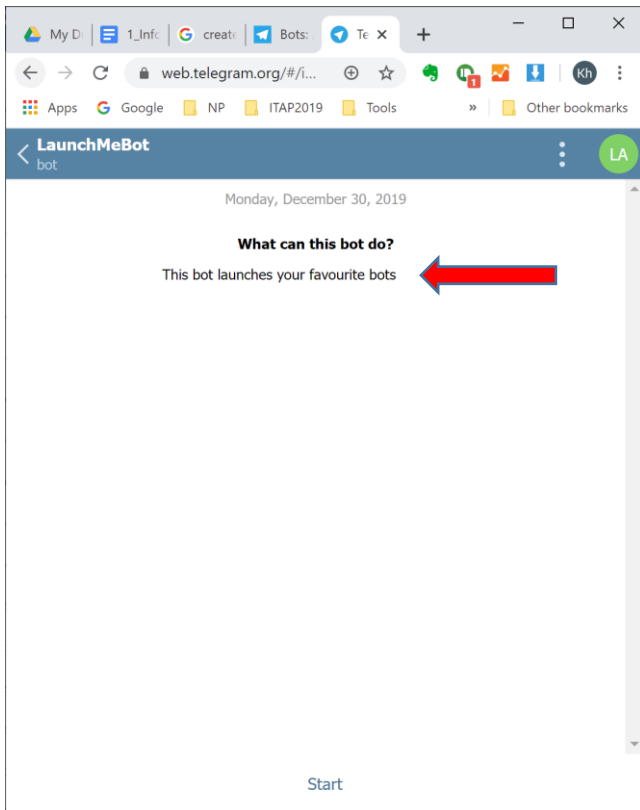 My D
1_Info
G create
Bots:
Te
web.telegram.org/#/i...
1
Kh
Apps
G Google
NP
ITAP2019
Tools
»
Other bookmarks
LaunchMeBot
bot
LA
Monday, December 30, 2019
What can this bot do?
This bot launches your favourite bots
Start